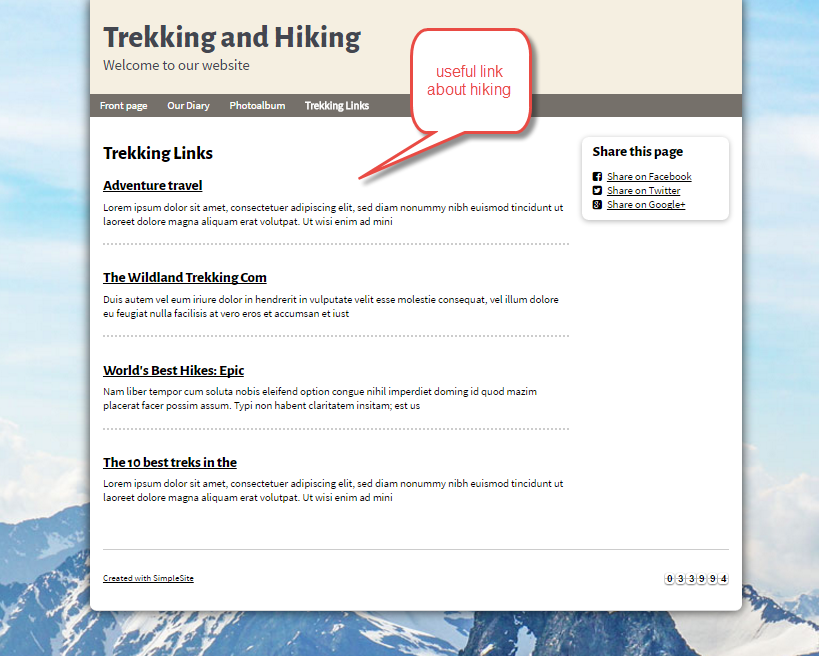 Trekking and Hiking
Welcome to our website
useful link
about hiking
Front page Our Diary Photoalbum Trekking Links
Trekking Links
Adventure travel
Lorem ipsum dolor sit amet, consectetuer adipiscing elit, sed diam nonummy nibh euismod tincidunt ut
laoreet dolore magna aliquam erat volutpat. Ut wisi enim ad mini
The Wildland Trekking Com
Duis autem vel eum iriure dolor in hendrerit in vulputate velit esse molestie consequat, vel illum dolore
eu feugiat nulla facilisis at vero eros et accumsan et iust
World's Best Hikes: Epic
Nam liber tempor cum soluta nobis eleifend option congue nihil imperdiet doming id quod mazim
placerat facer possim assum. Typi non habent claritatem insitam; est us
The 10 best treks in the
Lorem ipsum dolor sit amet, consectetuer adipiscing elit, sed diam nonummy nibh euismod tincidunt ut
laoreet dolore magna aliquam erat volutpat. Ut wisi enim ad mini
Share this page
Share on Facebook
Share on Twitter
Share on Google+
Created with SimpleSite
033994